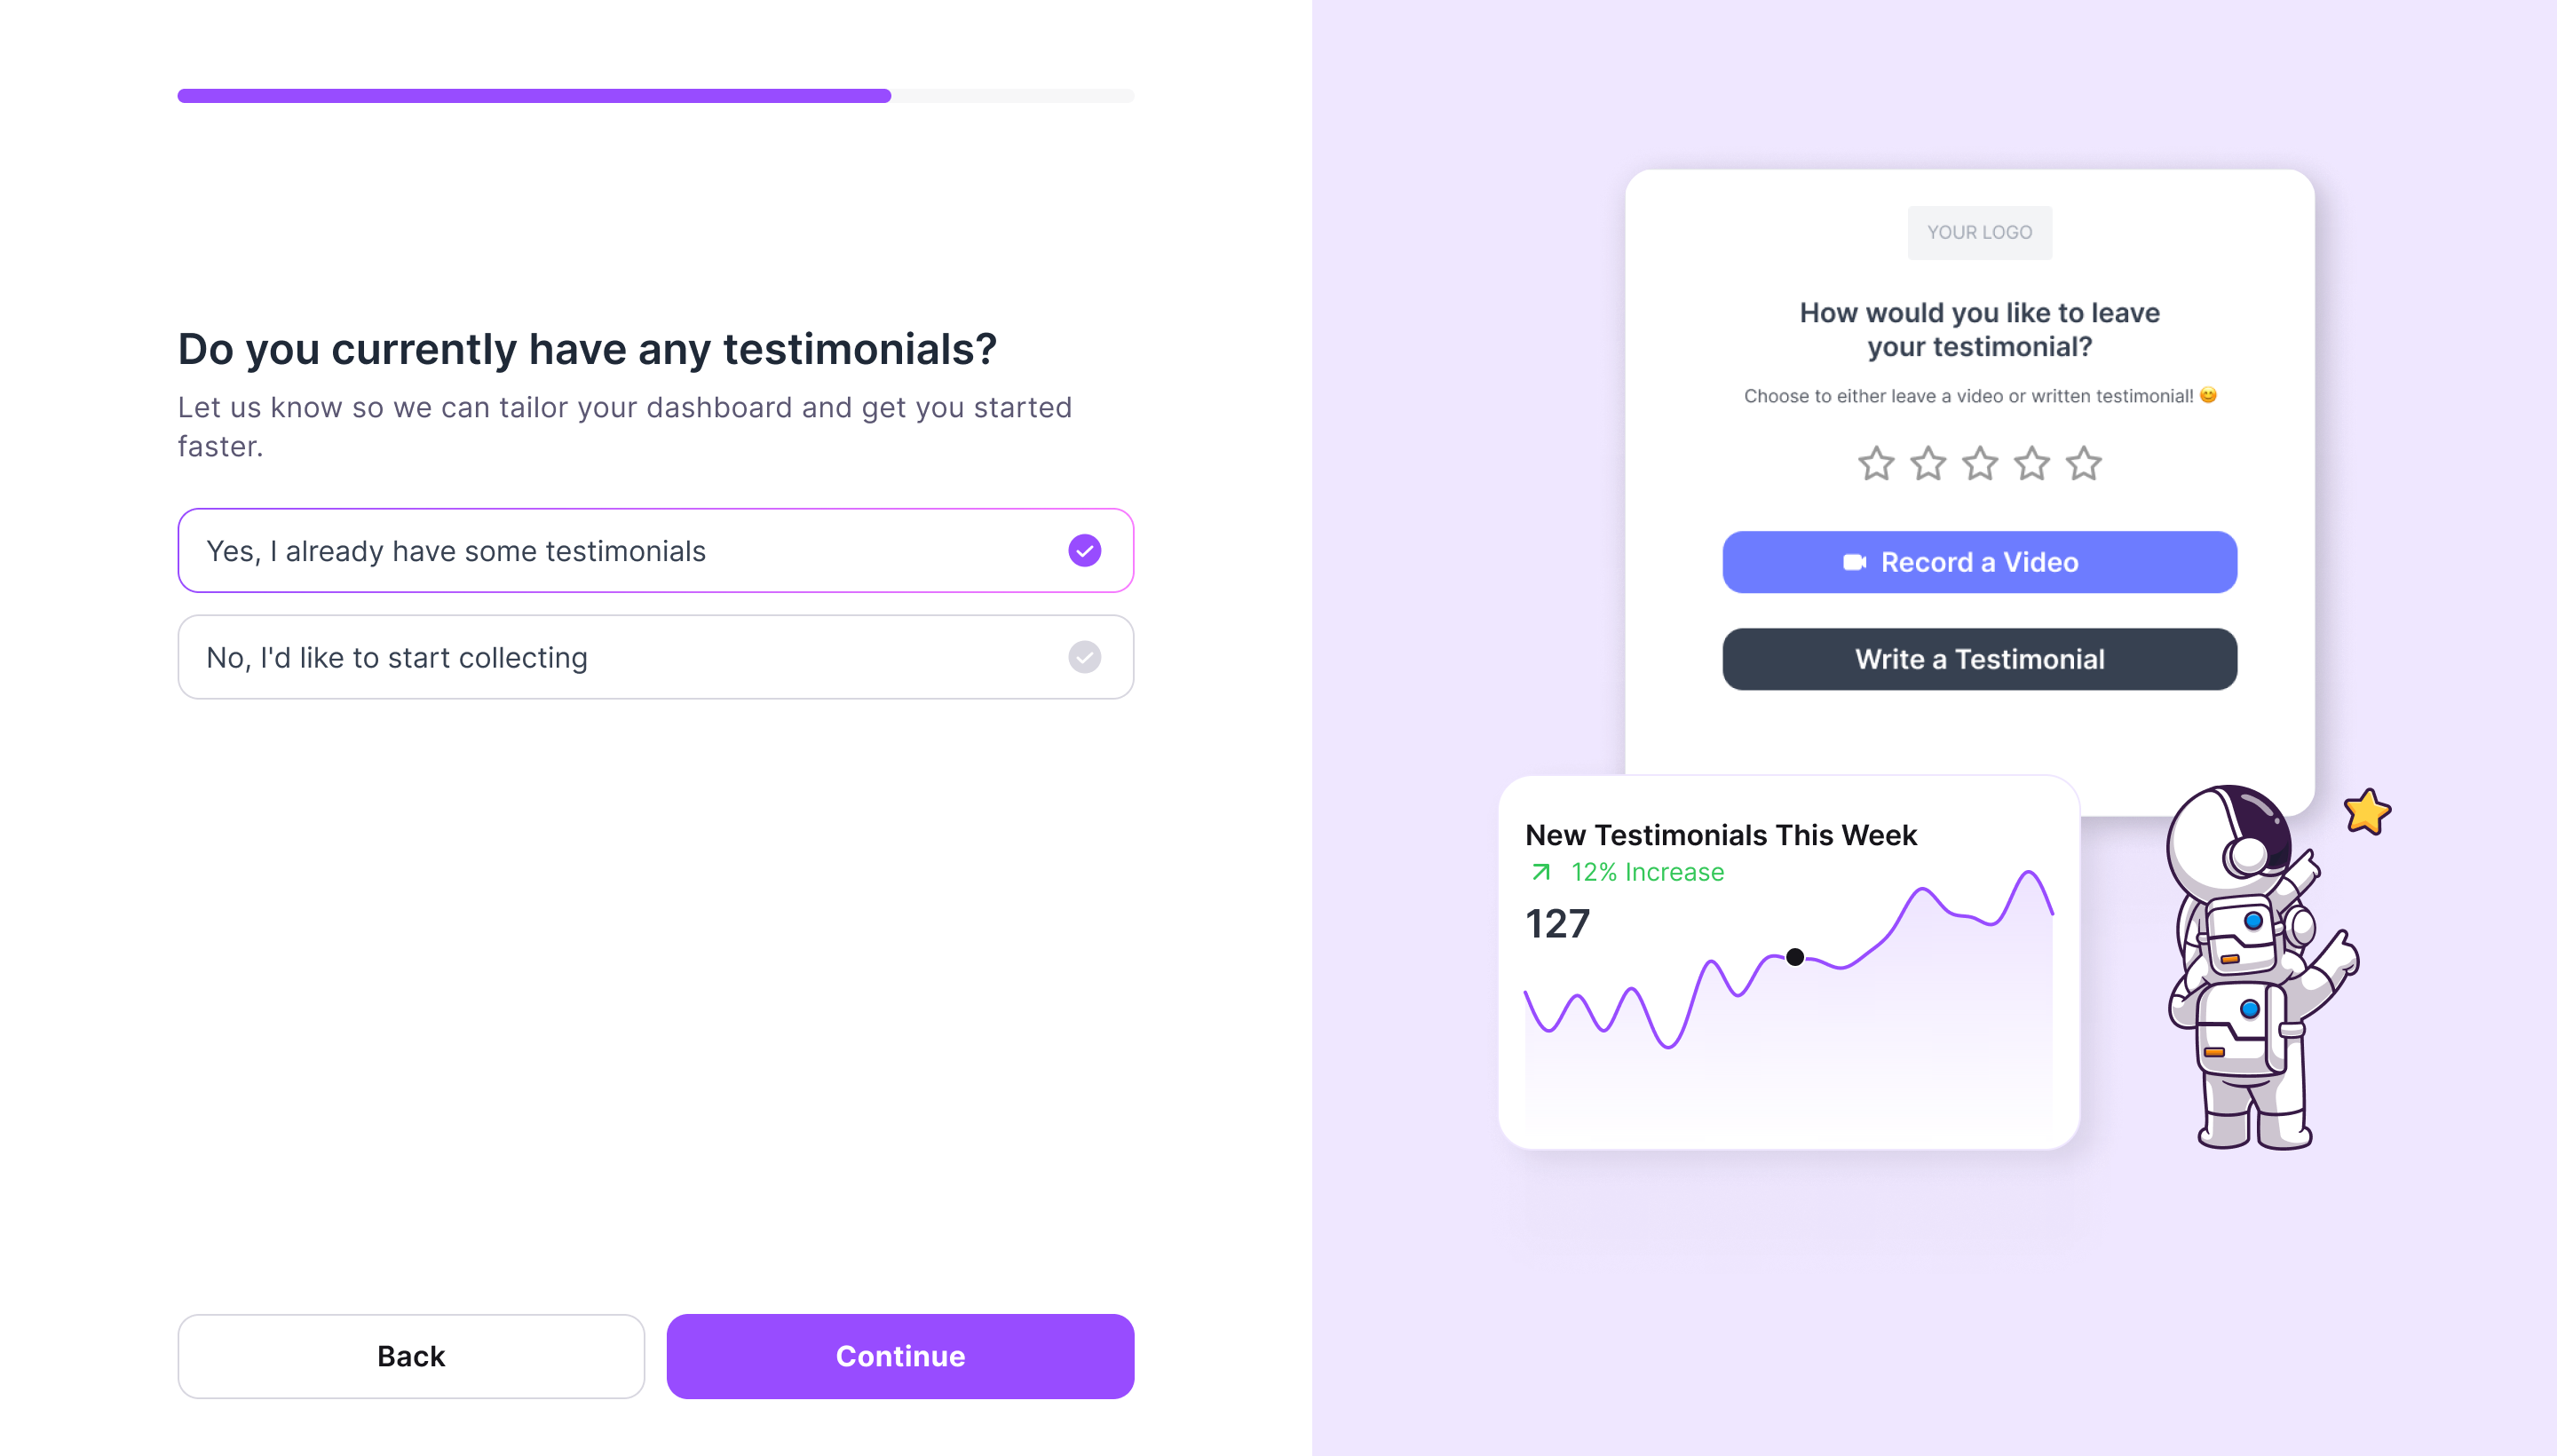 Do you currently have any testimonials?
Let us know so we can tailor your dashboard and get you started
faster.
Yes, I already have some testimonials
No, I'd like to start collecting
Back
Continue
YOUR LOGO
How would you like to leave
your testimonial?
Choose to either leave a video or written testimonial! 😊
Record a Video
Write a Testimonial
New Testimonials This Week
12% Increase
127